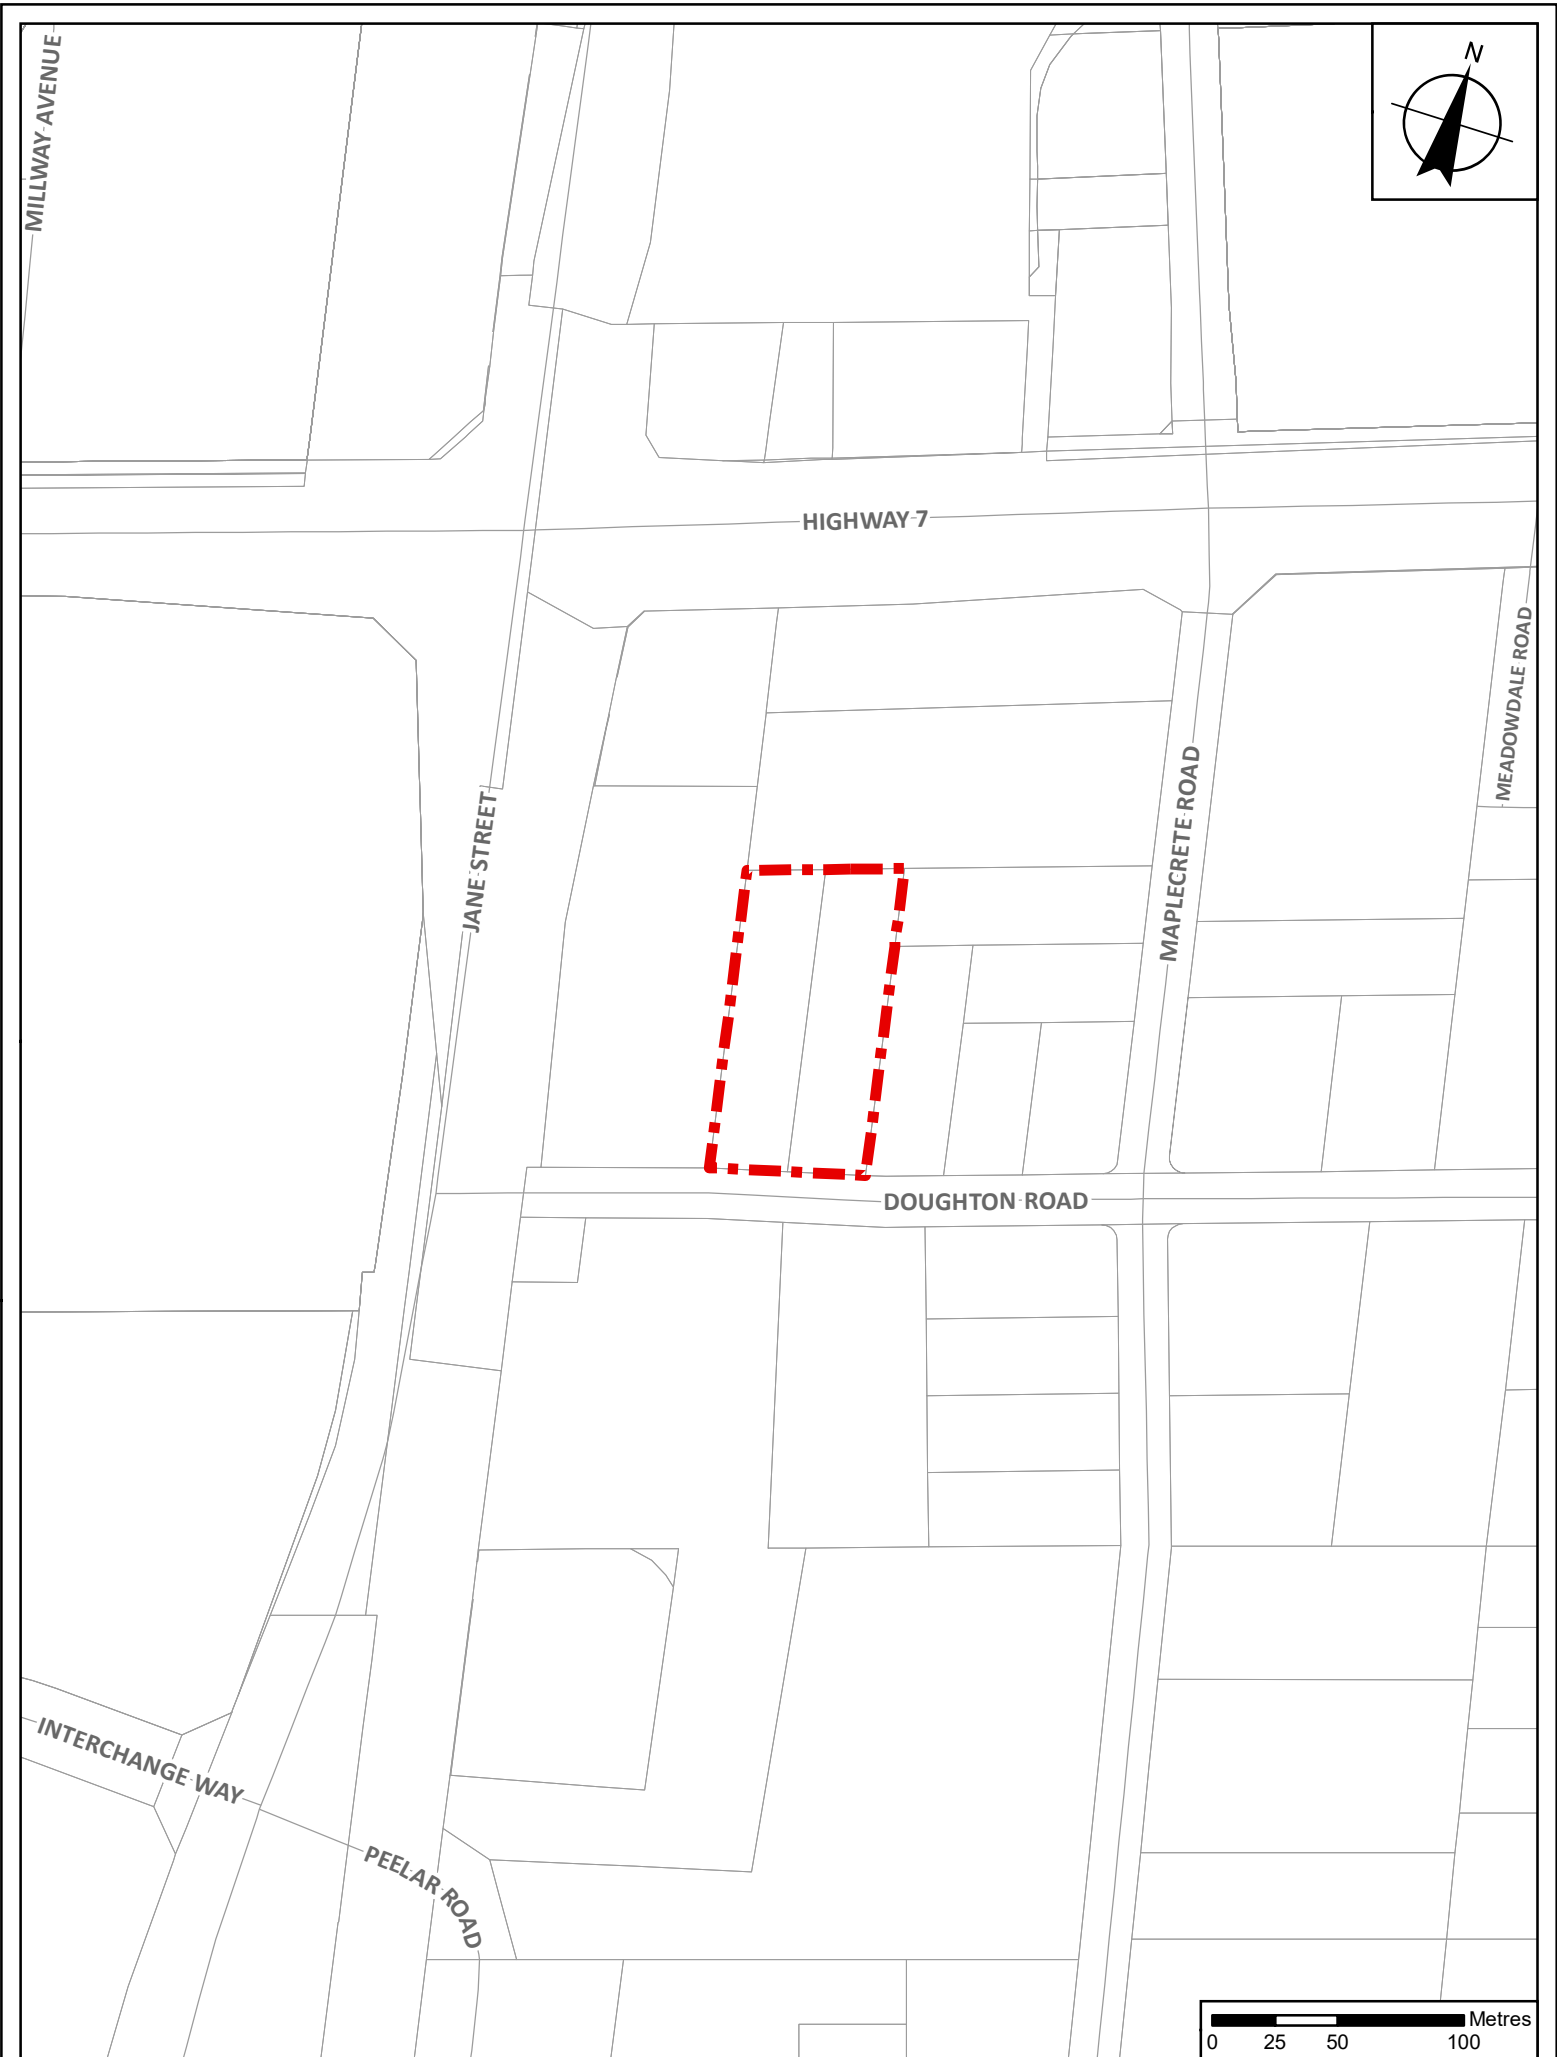 MILLWAY AVENUE
N
HIGHWAY 7
MEADOWDALE ROAD
MAPLECRETE ROAD
JANE STREET
DOUGHTON ROAD
INTERCHANGE WAY
PEELAR ROAD
Metres
0 25 50 100